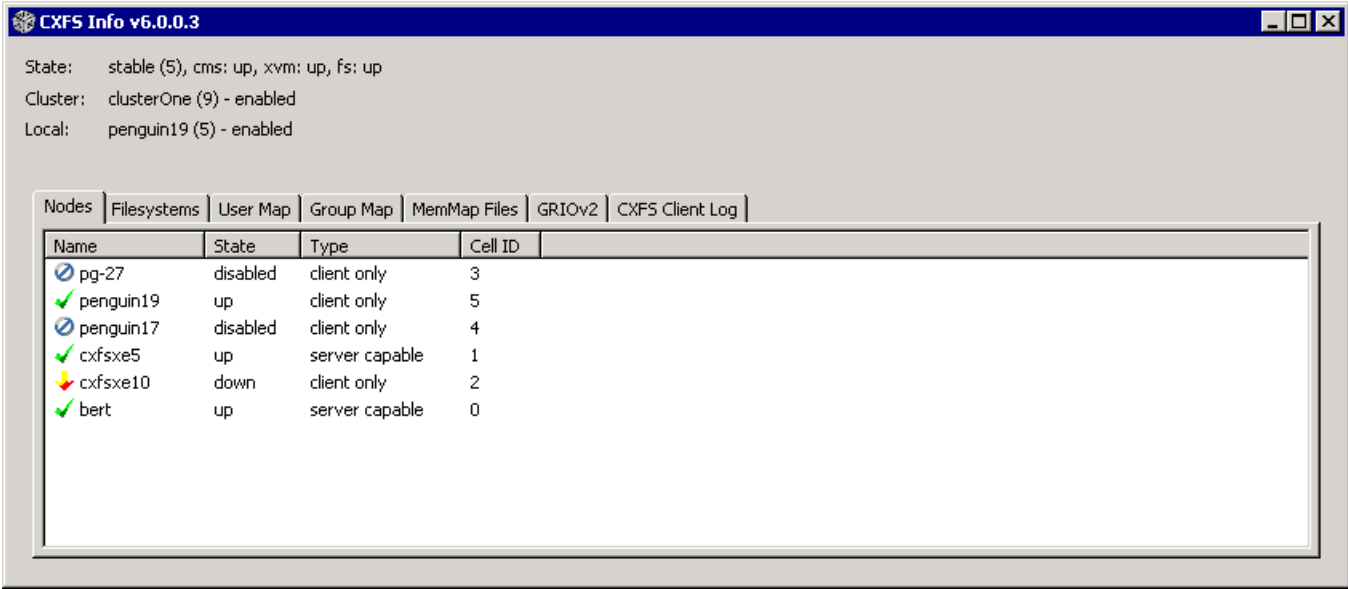 CXFS Info v6.0.0.3
State: stable (5), cms: up, xvm: up, fs: up
Cluster: clusterOne (9) - enabled
Local: penguin19 (5) - enabled
Nodes Filesystems User Map Group Map MemMap Files GRIOv2 CXFS Client Log
Name State Type Cell ID
pg-27 disabled client only 3
penguin19 up client only 5
penguin17 disabled client only 4
cxfsxe5 up server capable 1
cxfsxe10 down client only 2
bert up server capable 0